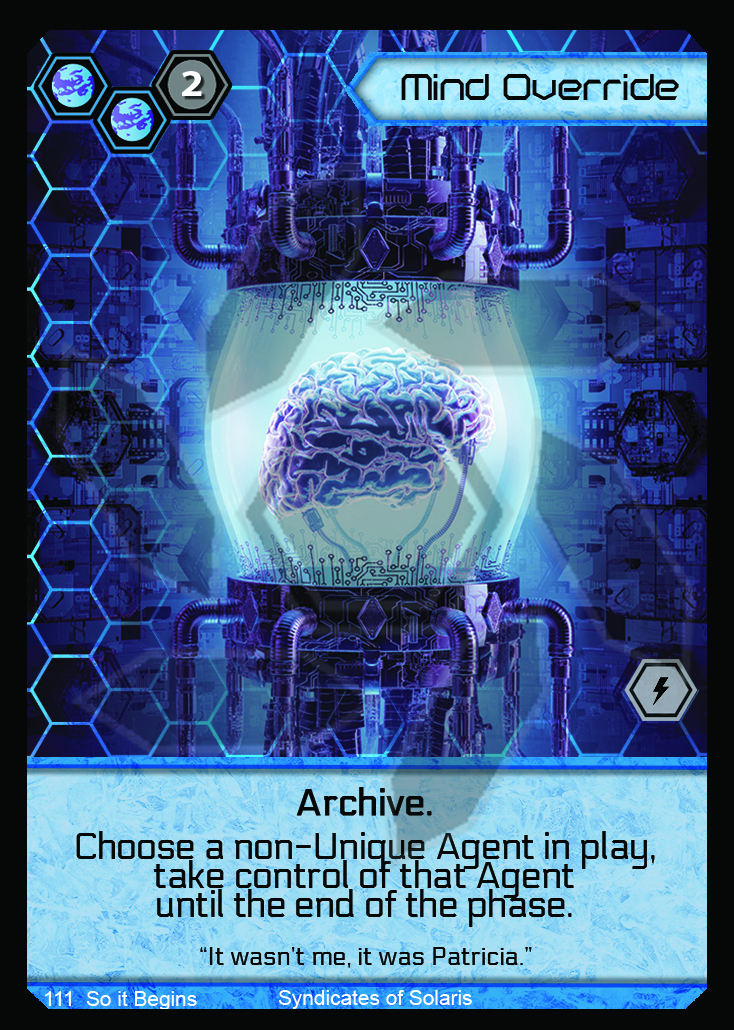 2
Mind Override
Archive.
Choose a non-Unique Agent in play,
take control of that Agent
until the end of the phase.
“It wasn't me, it was Patricia.”
111 So it Begins
Syndicates of Solaris